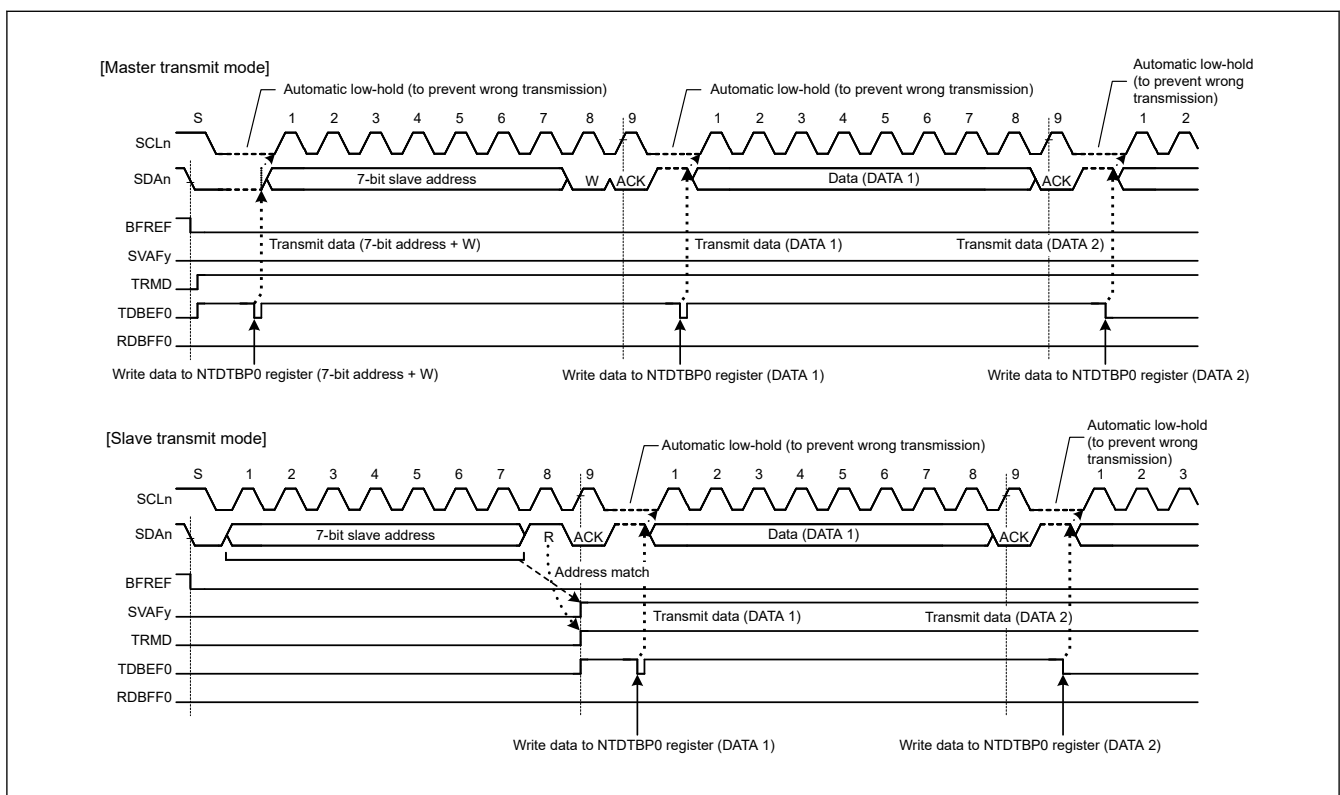 [Master transmit mode]
Automatic low-hold (to prevent wrong transmission)
Automatic low-hold (to prevent wrong transmission)
Automatic low-hold
(to prevent wrong
transmission)
S 1 2 3 4 5 6 7 8 9 1 2 3 4 5 6 7 8 9 1 2
SCLn
SDAn 7-bit slave address W ACK Data (DATA 1) ACK
BFREF
Transmit data (7-bit address + W) Transmit data (DATA 1) Transmit data (DATA 2)
SVAFy
TRMD
TDBEF0
RDBFF0
Write data to NTDTBP0 register (7-bit address + W) Write data to NTDTBP0 register (DATA 1) Write data to NTDTBP0 register (DATA 2)
[Slave transmit mode]
Automatic low-hold (to prevent wrong transmission)
Automatic low-hold
(to prevent wrong
transmission)
S 1 2 3 4 5 6 7 8 9 1 2 3 4 5 6 7 8 9 1 2 3
SCLn
SDAn 7-bit slave address R ACK Data (DATA 1) ACK
Address match
BFREF
SVAFy
Transmit data (DATA 1) Transmit data (DATA 2)
TRMD
TDBEF0
RDBFF0
Write data to NTDTBP0 register (DATA 1) Write data to NTDTBP0 register (DATA 2)